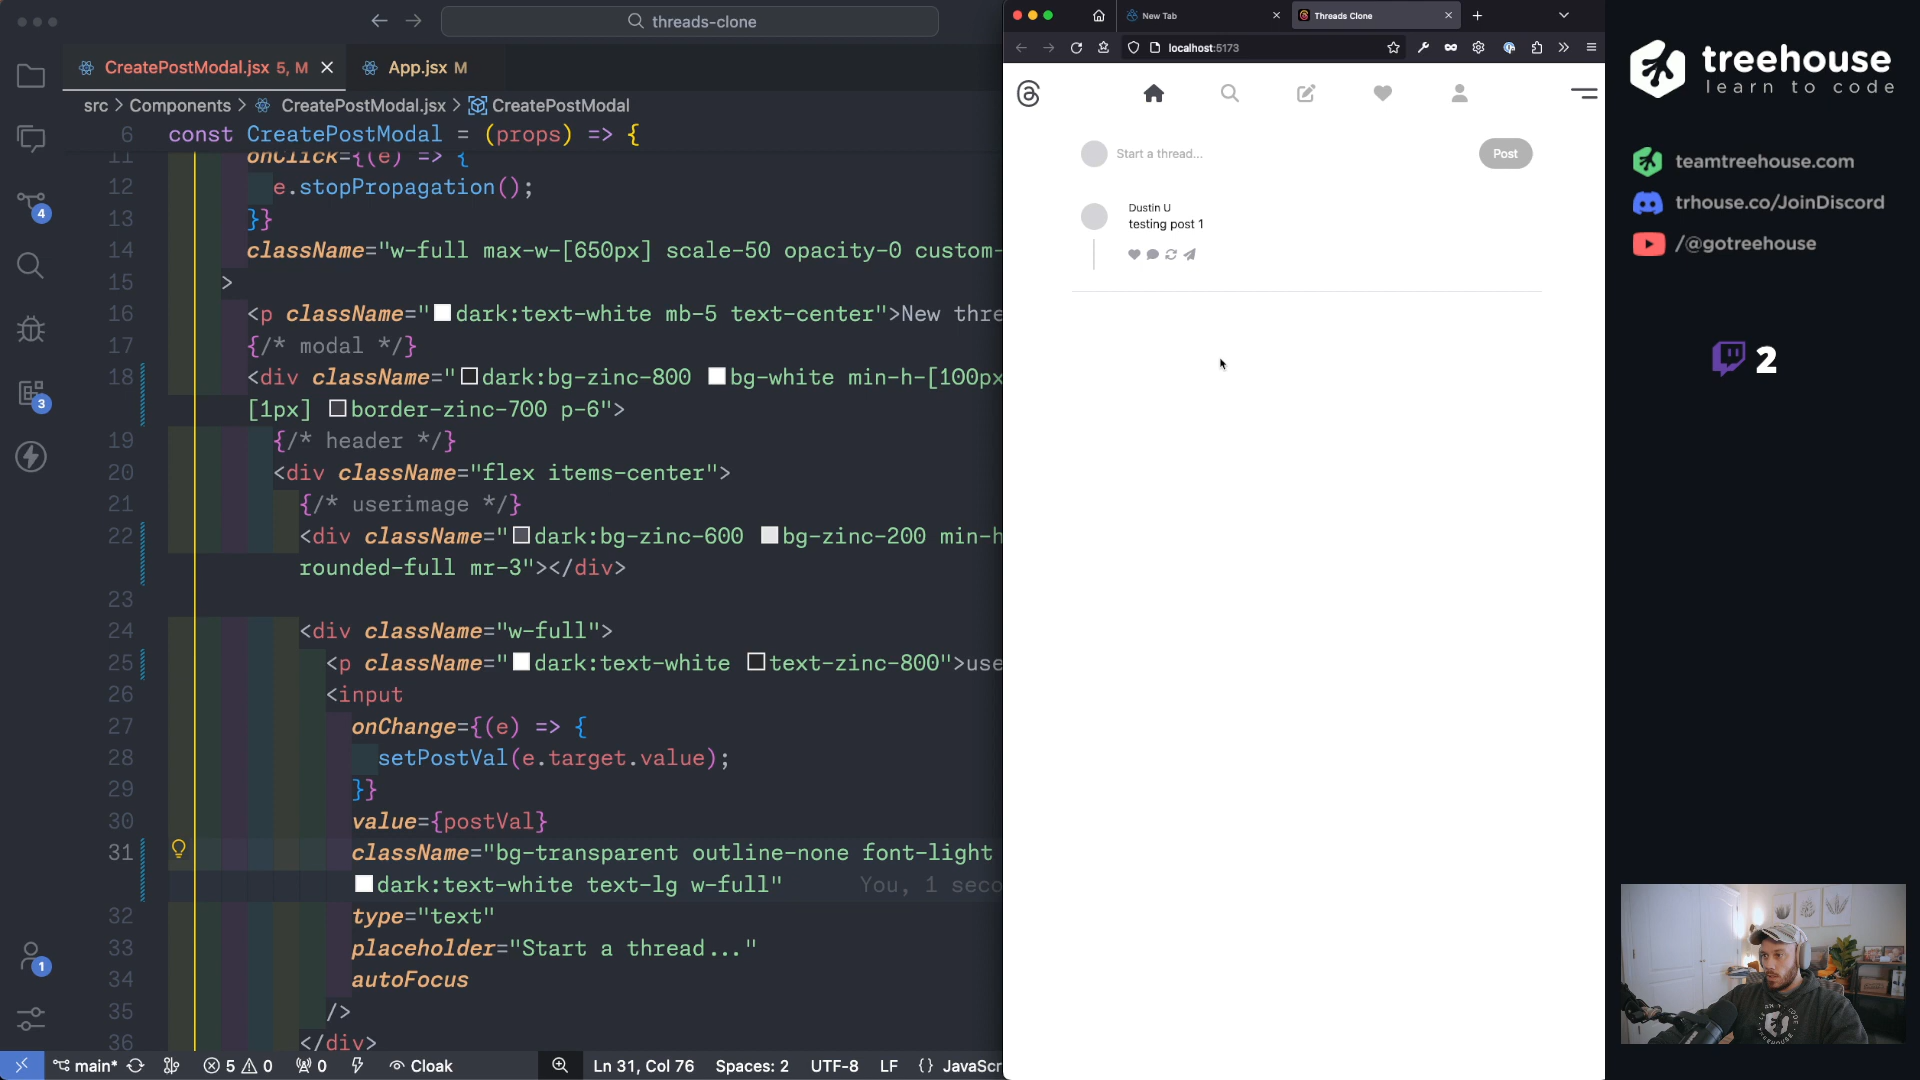 threads-clone
CreatePostModal.jsx 5, M
App.jsx M
src > Components > CreatePostModal.jsx > CreatePostModal
6 const CreatePostModal = (props) => {
11 onClick={(e) => {
12 e.stopPropagation();
13 }}
14 className="w-full max-w-[650px] scale-50 opacity-0 custom-
15 >
16 <p className="dark:text-white mb-5 text-center">New thre
17 {/* modal */}
18 <div className="dark:bg-zinc-800 bg-white min-h-[100px
[1px] border-zinc-700 p-6">
19 {/* header */}
20 <div className="flex items-center">
21 {/* userimage */}
22 <div className="dark:bg-zinc-600 bg-zinc-200 min-h
rounded-full mr-3"></div>
23
24 <div className="w-full">
25 <p className="dark:text-white text-zinc-800">use
26 <input
27 onChange={(e) => {
28 setPostVal(e.target.value);
29 }}
30 value={postVal}
31 className="bg-transparent outline-none font-light
dark:text-white text-lg w-full" You, 1 seco
32 type="text"
33 placeholder="Start a thread..."
34 autoFocus
35 />
36 </div>
4
3
1
main* 5 0 0 Cloak Ln 31, Col 76 Spaces: 2 UTF-8 LF {} JavaScr
New Tab
Threads Clone
localhost:5173
Start a thread...
Post
Dustin U
testing post 1
treehouse
learn to code
teamtreehouse.com
trhouse.co/JoinDiscord
/@gotreehouse
2